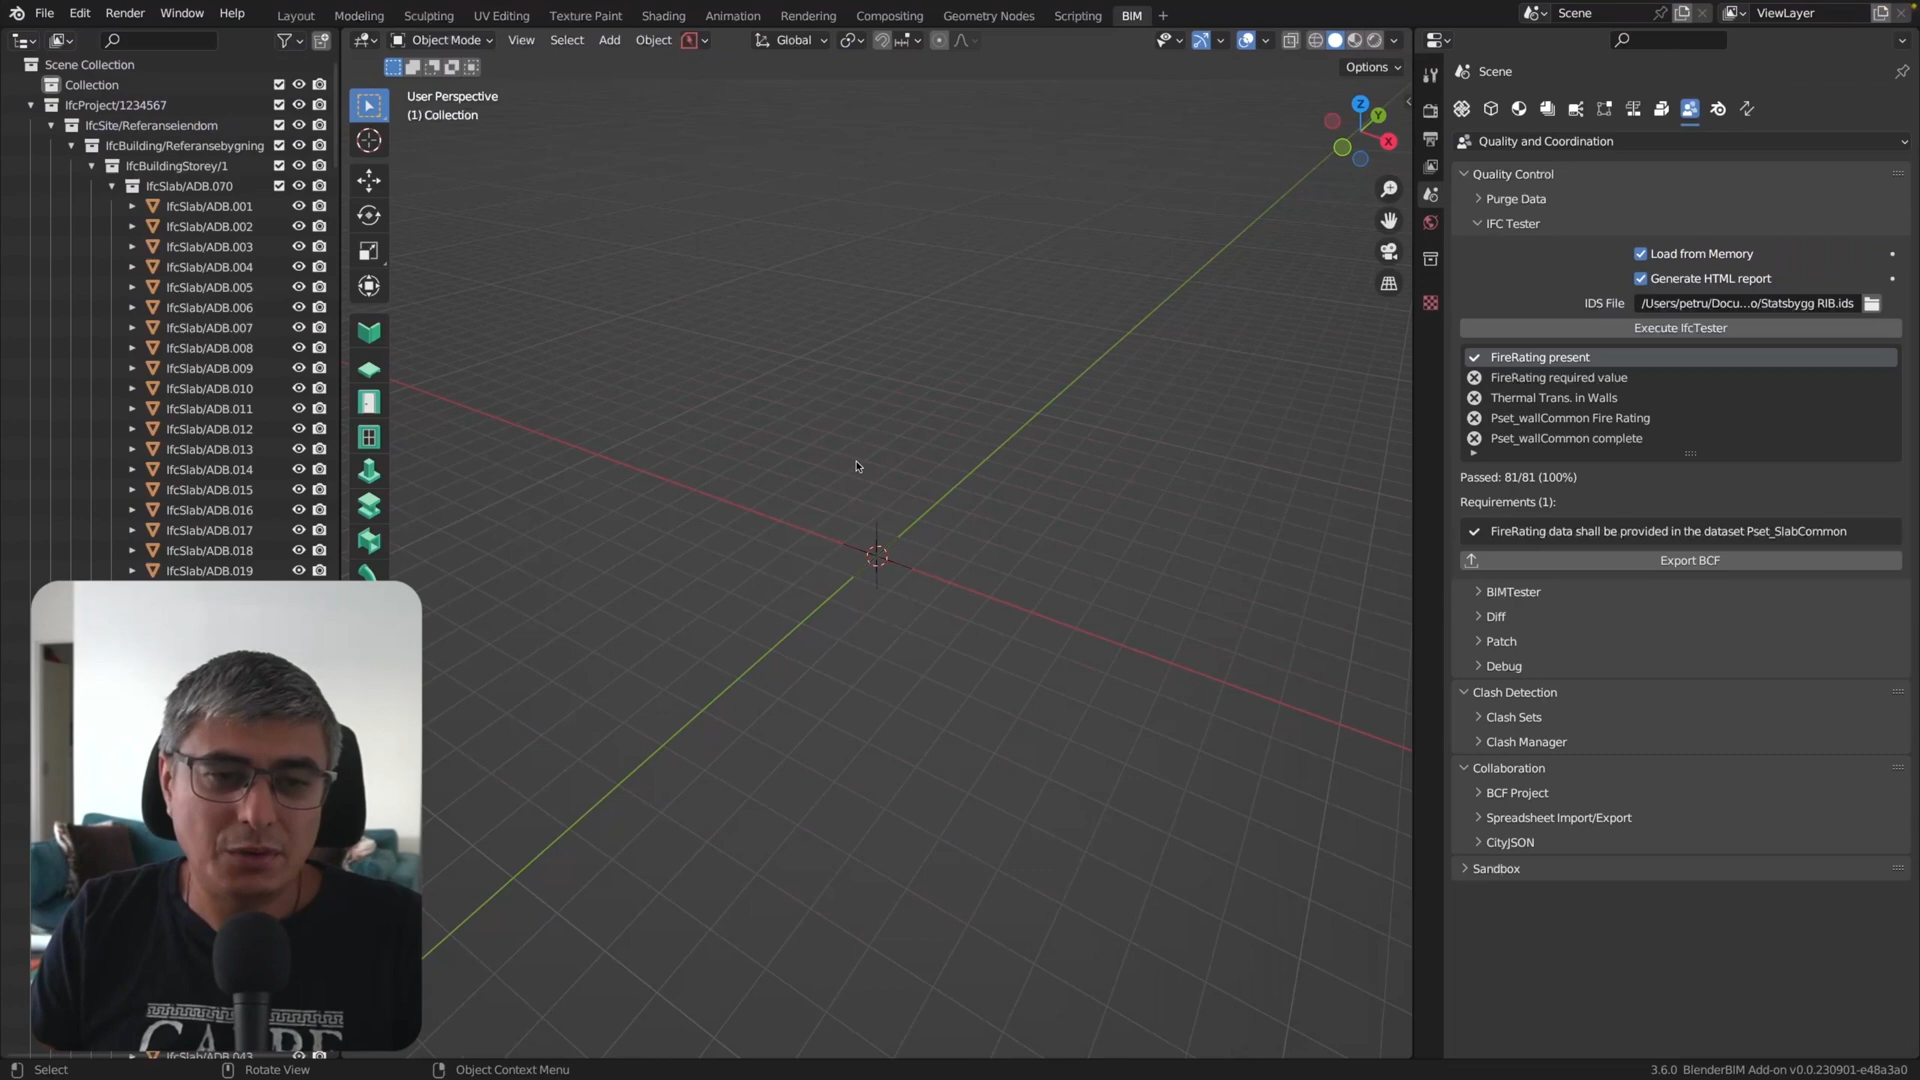 File Edit Render Window Help
Layout Modeling Sculpting UV Editing Texture Paint Shading Animation Rendering Compositing Geometry Nodes Scripting BIM
Scene
ViewLayer
Object Mode View Select Add Object
Global
Options
Scene Collection
Collection
IfcProject/1234567
IfcSite/Referanseiendom
IfcBuilding/Referansebygning
IfcBuildingStorey/1
IfcSlab/ADB.070
IfcSlab/ADB.001
IfcSlab/ADB.002
IfcSlab/ADB.003
IfcSlab/ADB.004
IfcSlab/ADB.005
IfcSlab/ADB.006
IfcSlab/ADB.007
IfcSlab/ADB.008
IfcSlab/ADB.009
IfcSlab/ADB.010
IfcSlab/ADB.011
IfcSlab/ADB.012
IfcSlab/ADB.013
IfcSlab/ADB.014
IfcSlab/ADB.015
IfcSlab/ADB.016
IfcSlab/ADB.017
IfcSlab/ADB.018
IfcSlab/ADB.019
IfcSlab/ADB.043
User Perspective
(1) Collection
Z
Y
X
Scene
Quality and Coordination
Quality Control
Purge Data
IFC Tester
Load from Memory
Generate HTML report
IDS File /Users/petru/Docu...o/Statsbygg RIB.ids
Execute IfcTester
FireRating present
FireRating required value
Thermal Trans. in Walls
Pset_wallCommon Fire Rating
Pset_wallCommon complete
Passed: 81/81 (100%)
Requirements (1):
FireRating data shall be provided in the dataset Pset_SlabCommon
Export BCF
BIMTester
Diff
Patch
Debug
Clash Detection
Clash Sets
Clash Manager
Collaboration
BCF Project
Spreadsheet Import/Export
CityJSON
Sandbox
Select Rotate View Object Context Menu
3.6.0 BlenderBIM Add-on v0.0.230901-e48a3a0